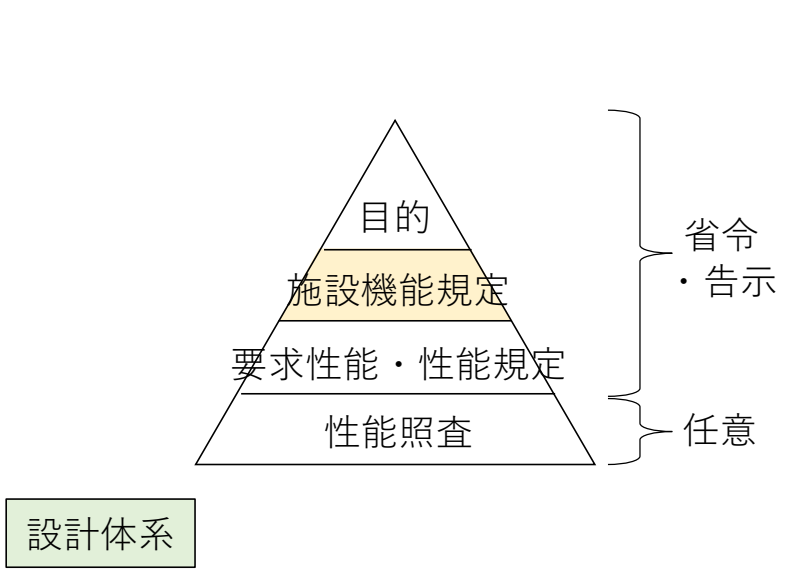 目的
施設機能規定
要求性能・性能規定
性能照査
省令
・告示
任意
設計体系